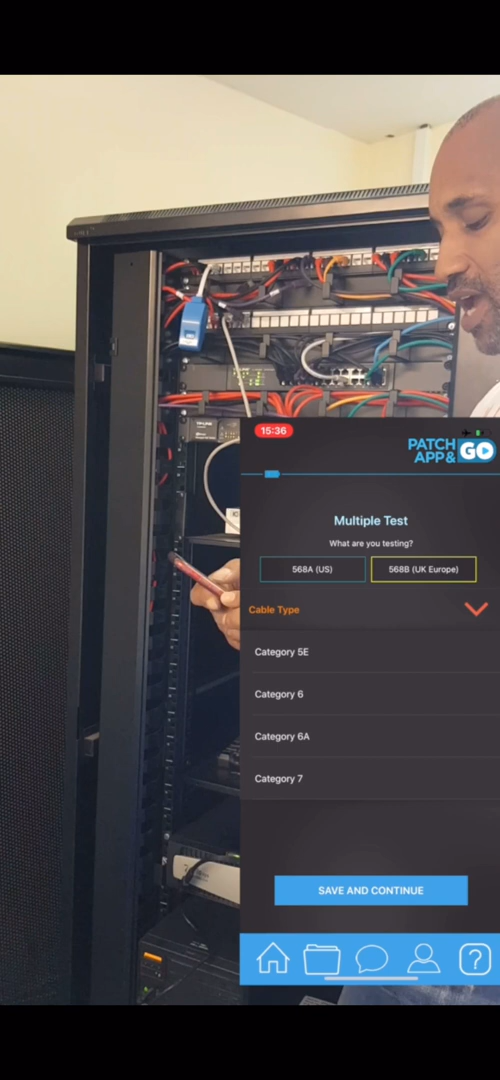 15:36
PATCH
APP & GO
Multiple Test
What are you testing?
568A (US)
568B (UK Europe)
Cable Type
Category 5E
Category 6
Category 6A
Category 7
SAVE AND CONTINUE
?